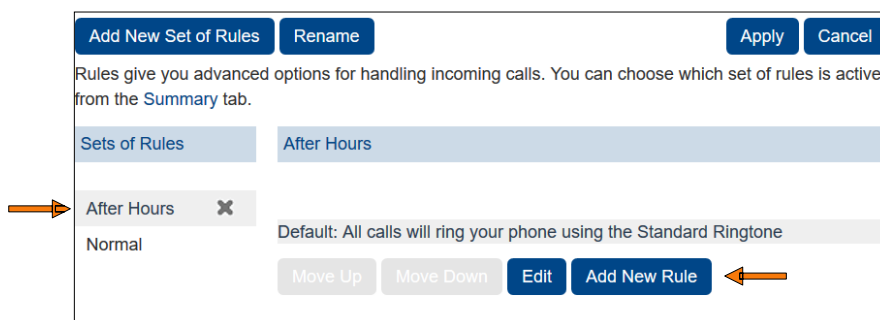 Add New Set of Rules Rename Apply Cancel
Rules give you advanced options for handling incoming calls. You can choose which set of rules is active
from the Summary tab.
Sets of Rules After Hours
After Hours
Normal
Default: All calls will ring your phone using the Standard Ringtone
Move Up Move Down Edit Add New Rule